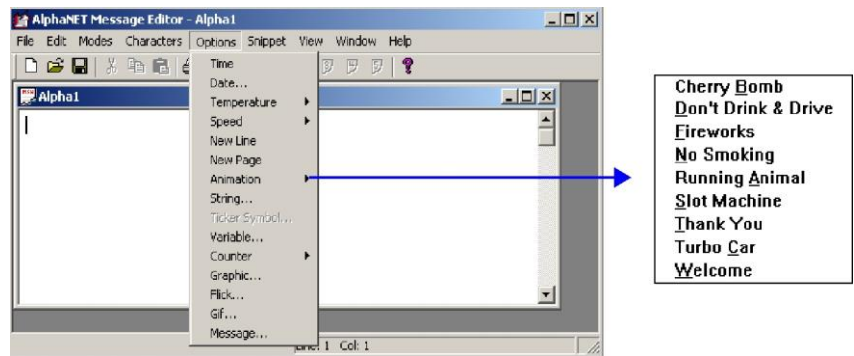 AlphaNET Message Editor - Alpha1
File Edit Modes Characters Options Snippet View Window Help
Alpha1
Time
Date...
Temperature
Speed
New Line
New Page
Animation
String...
Ticker Symbol...
Variable...
Counter
Graphic...
Flick...
Gif...
Message...
Line: 1 Col: 1
Cherry Bomb
Don't Drink & Drive
Fireworks
No Smoking
Running Animal
Slot Machine
Thank You
Turbo Car
Welcome